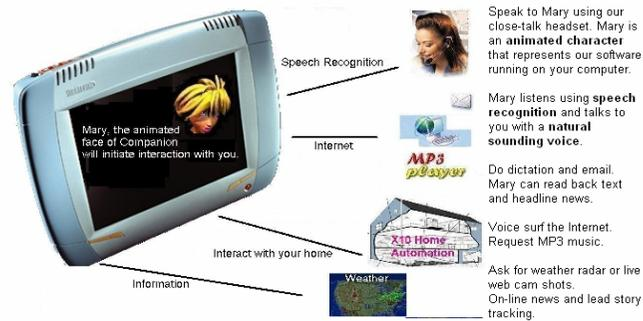 Speak to Mary using our
close-talk headset. Mary is
an animated character
that represents our software
running on your computer.
Mary listens using speech
recognition and talks to
you with a natural
sounding voice.
Do dictation and email.
Mary can read back text
and headline news.
Voice surf the Internet.
Request MP3 music.
Ask for weather radar or live
web cam shots.
On-line news and lead story
tracking.
Speech Recognition
Mary, the animated
face of Companion
will initiate interaction with you.
Internet
MP3
player
Interact with your home
X10 Home
Automation
Information
Weather